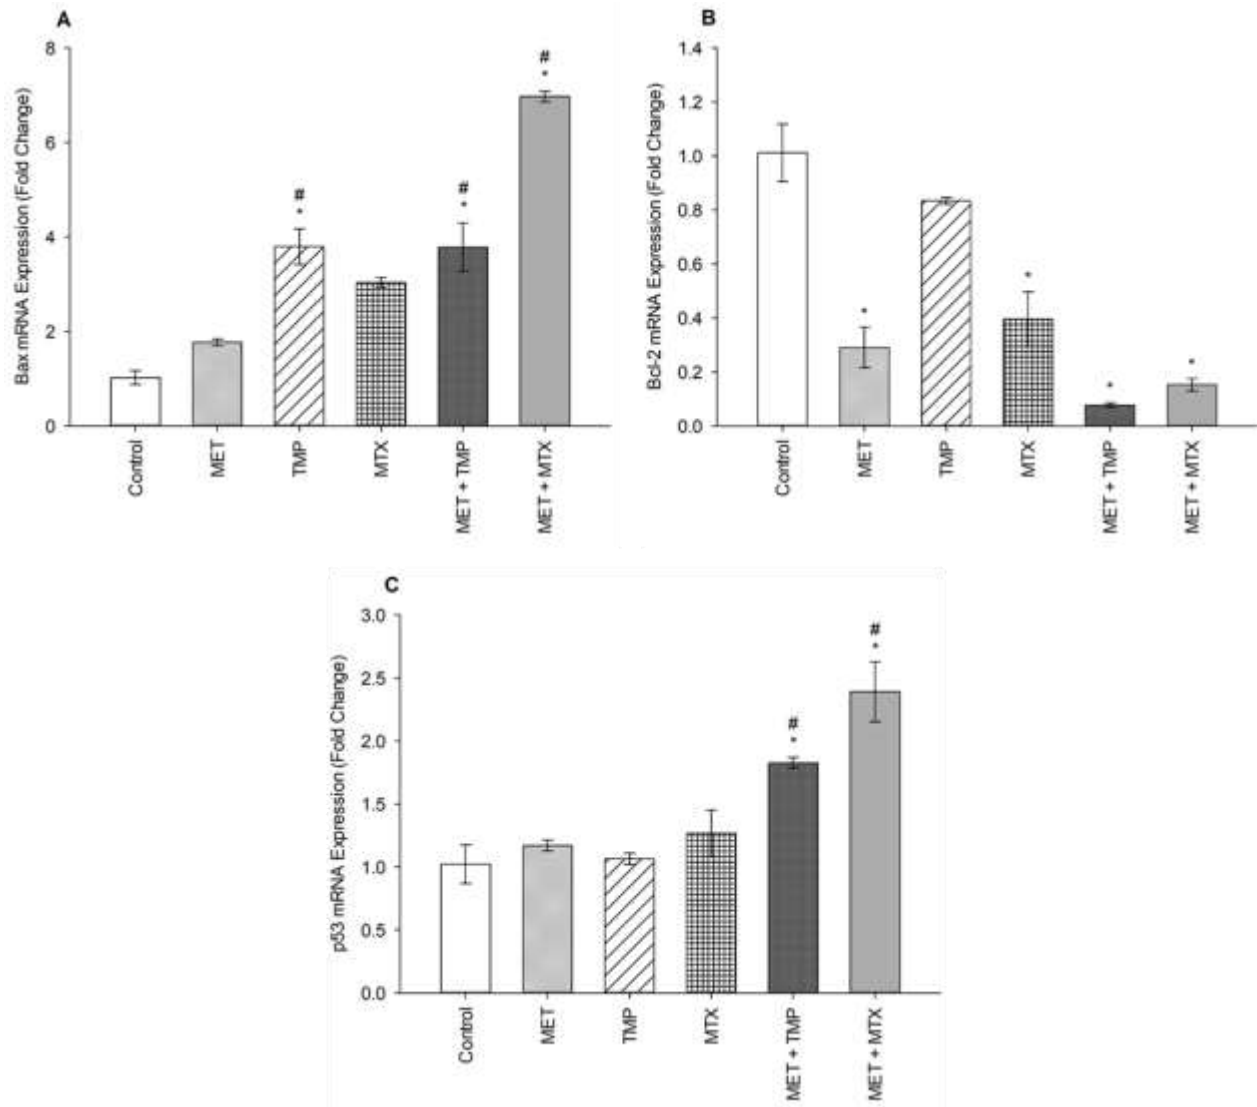 A
Bax mRNA Expression (Fold Change)
8
6
4
2
0
#
*
#
*
#
*
Control
MET
TMP
MTX
MET + TMP
MET + MTX
B
Bcl-2 mRNA Expression (Fold Change)
1.4
1.2
1.0
0.8
0.6
0.4
0.2
0.0
*
*
*
*
Control
MET
TMP
MTX
MET + TMP
MET + MTX
C
p53 mRNA Expression (Fold Change)
3.0
2.5
2.0
1.5
1.0
0.5
0.0
#
*
#
*
Control
MET
TMP
MTX
MET + TMP
MET + MTX